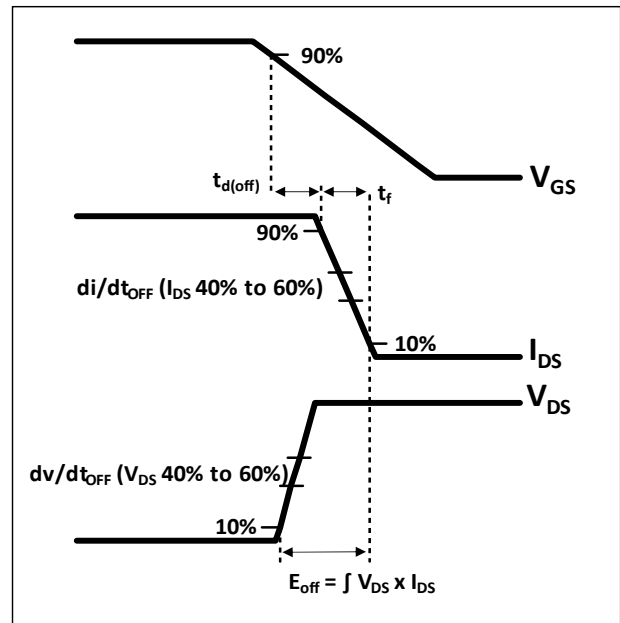 90%
V_GS
t_d(off)
t_f
90%
di/dt_OFF (I_DS 40% to 60%)
10%
I_DS
V_DS
dv/dt_OFF (V_DS 40% to 60%)
10%
E_off = ∫ V_DS x I_DS